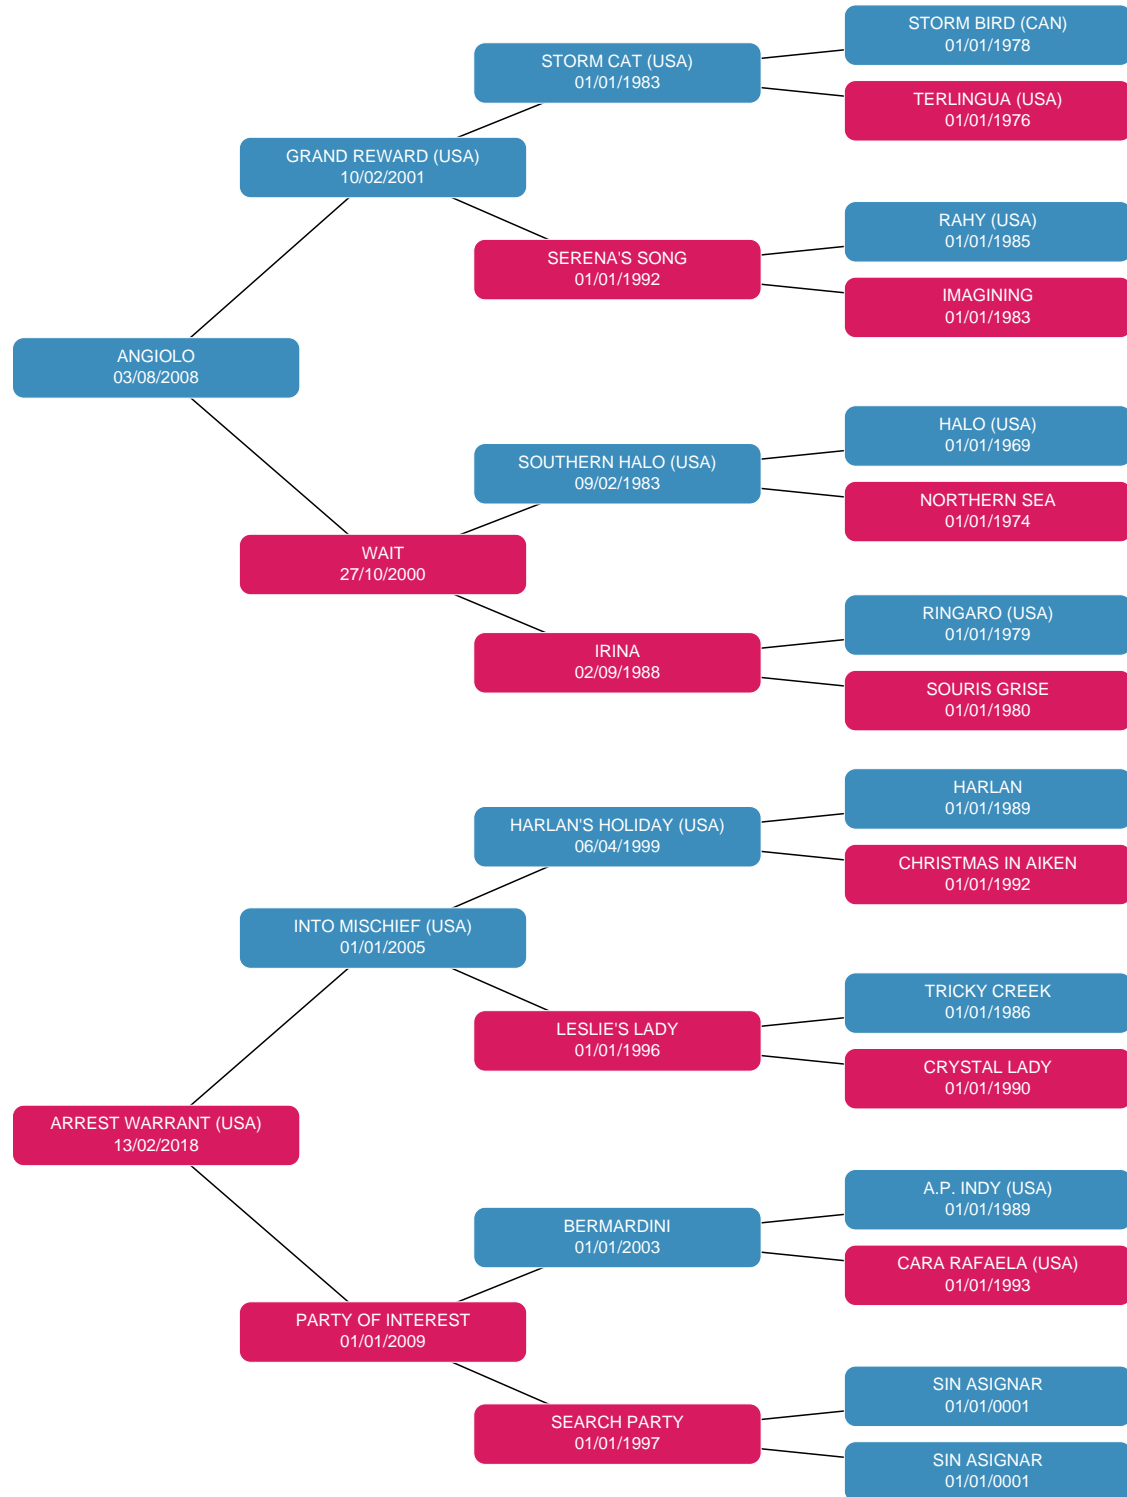 STORM BIRD (CAN)
01/01/1978
STORM CAT (USA)
01/01/1983
TERLINGUA (USA)
01/01/1976
GRAND REWARD (USA)
10/02/2001
RAHY (USA)
01/01/1985
SERENA'S SONG
01/01/1992
IMAGINING
01/01/1983
ANGIOLO
03/08/2008
HALO (USA)
01/01/1969
SOUTHERN HALO (USA)
09/02/1983
NORTHERN SEA
01/01/1974
WAIT
27/10/2000
RINGARO (USA)
01/01/1979
IRINA
02/09/1988
SOURIS GRISE
01/01/1980
HARLAN
01/01/1989
HARLAN'S HOLIDAY (USA)
06/04/1999
CHRISTMAS IN AIKEN
01/01/1992
INTO MISCHIEF (USA)
01/01/2005
TRICKY CREEK
01/01/1986
LESLIE'S LADY
01/01/1996
CRYSTAL LADY
01/01/1990
ARREST WARRANT (USA)
13/02/2018
A.P. INDY (USA)
01/01/1989
BERMARDINI
01/01/2003
CARA RAFAELA (USA)
01/01/1993
PARTY OF INTEREST
01/01/2009
SIN ASIGNAR
01/01/0001
SEARCH PARTY
01/01/1997
SIN ASIGNAR
01/01/0001